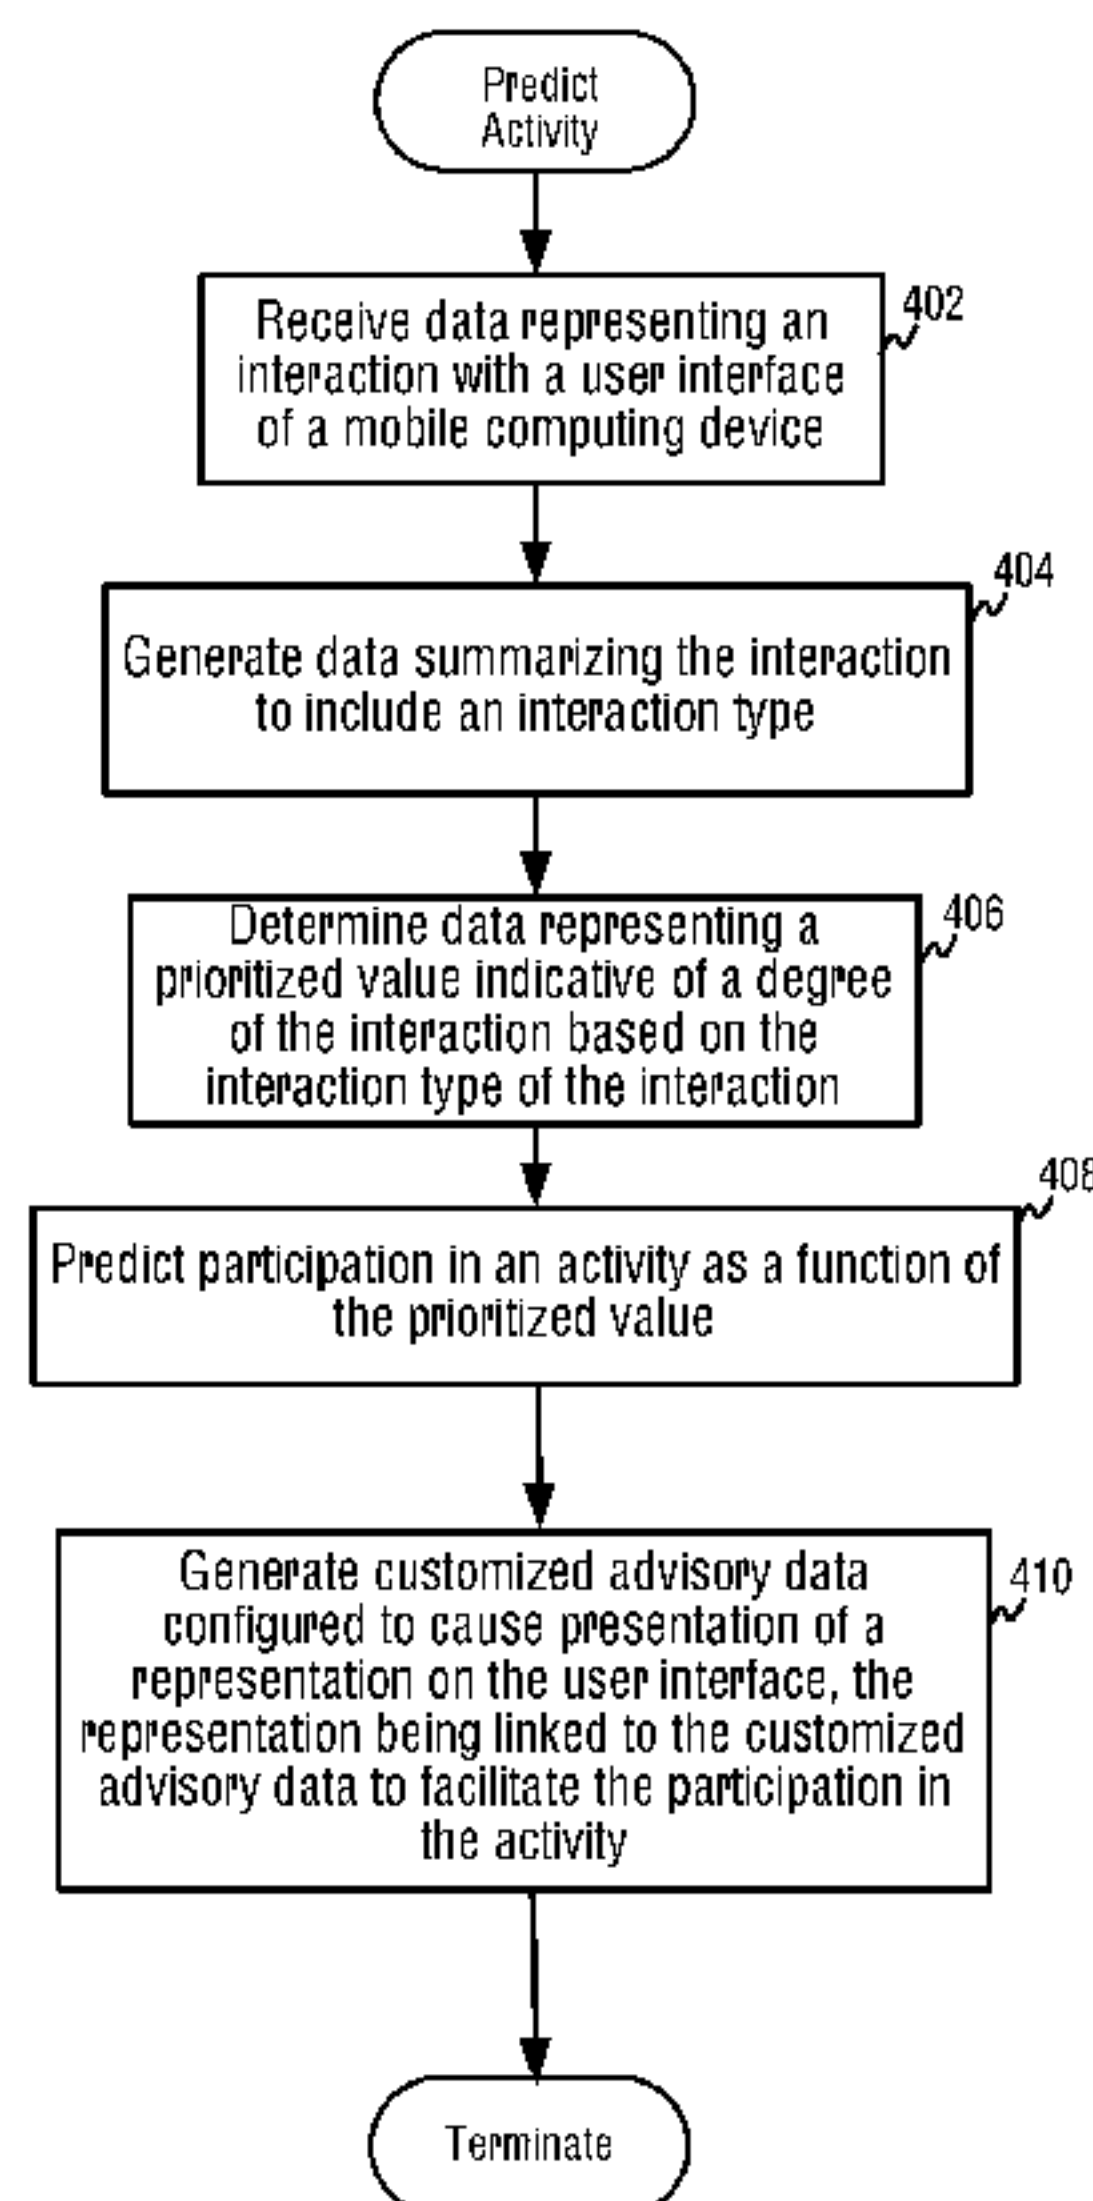 Predict
Activity
402
Receive data representing an
interaction with a user interface
of a mobile computing device
404
Generate data summarizing the interaction
to include an interaction type
406
Determine data representing a
prioritized value indicative of a degree
of the interaction based on the
interaction type of the interaction
408
Predict participation in an activity as a function of
the prioritized value
410
Generate customized advisory data
configured to cause presentation of a
representation on the user interface, the
representation being linked to the customized
advisory data to facilitate the participation in
the activity
Terminate